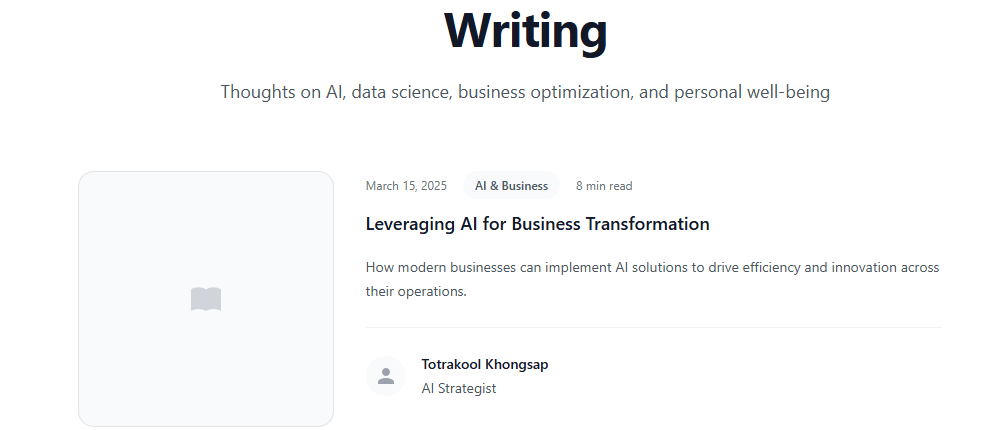 Writing
Thoughts on AI, data science, business optimization, and personal well-being
March 15, 2025 AI & Business 8 min read
Leveraging AI for Business Transformation
How modern businesses can implement AI solutions to drive efficiency and innovation across
their operations.
Totrakool Khongsap
AI Strategist